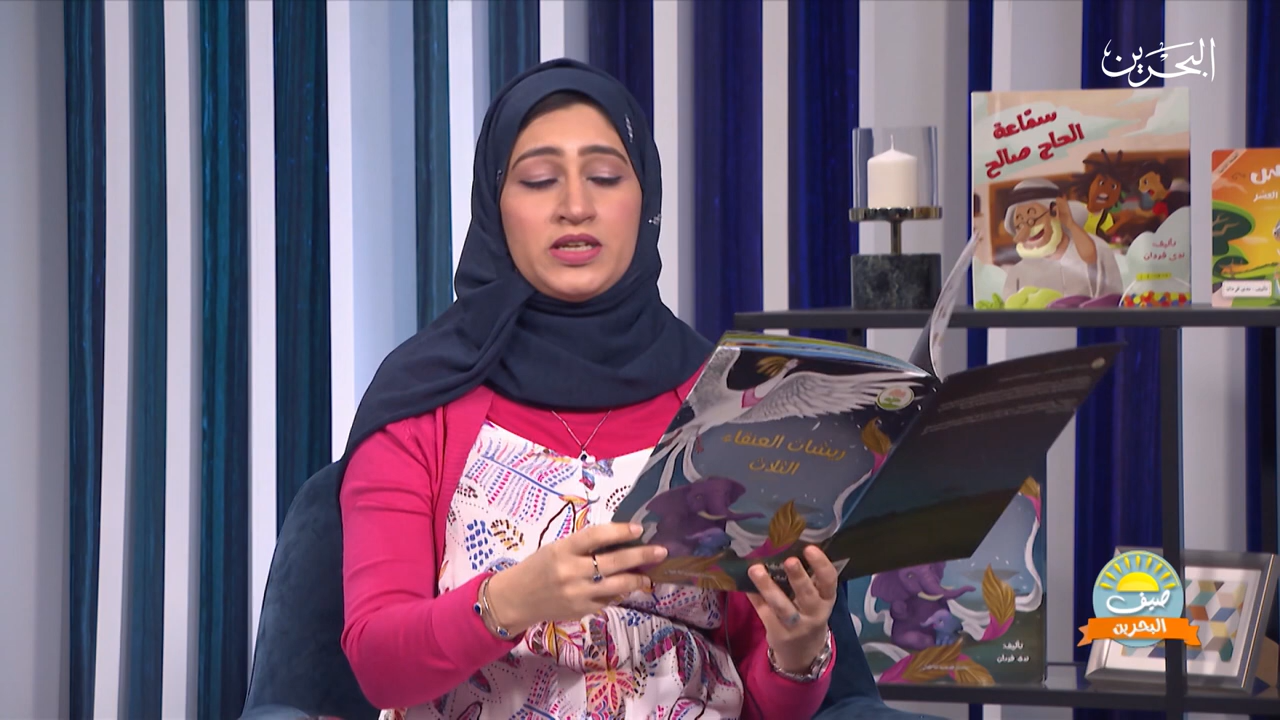 البحرين
سمّاعة
الحاج صالح
تأليف
ندى فردان
ريشات العنقاء
الثلاث
تأليف:
ندى فردان
صيف
البحرين